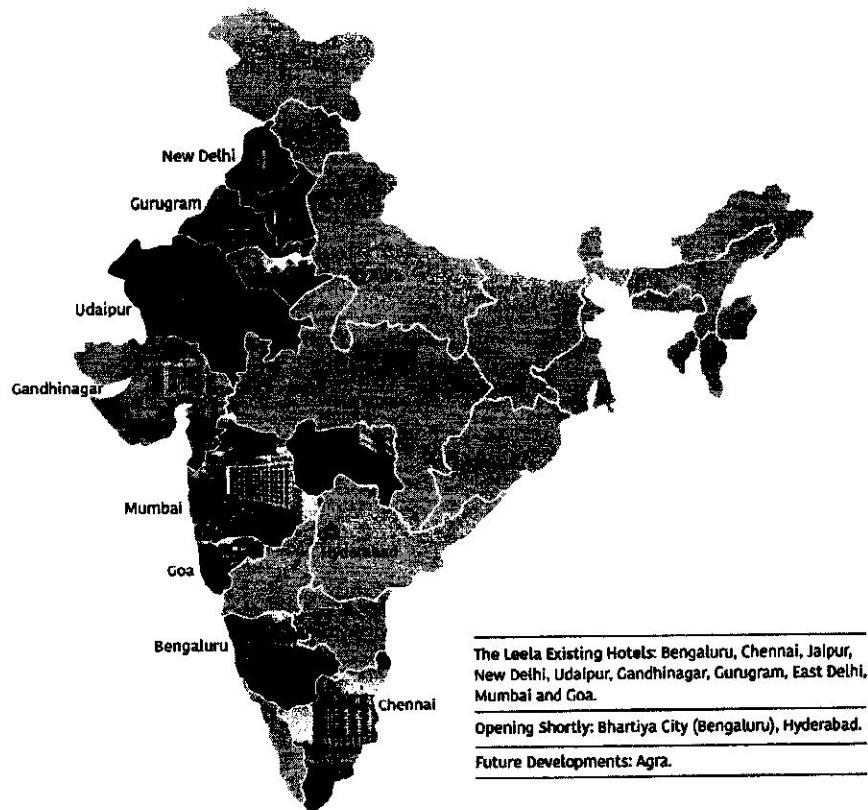 New Delhi
Gurugram
Udaipur
Gandhinagar
Mumbai
Hyderabad
Goa
Bengaluru
Chennai
The Leela Existing Hotels: Bengaluru, Chennai, Jaipur,
New Delhi, Udaipur, Gandhinagar, Gurugram, East Delhi,
Mumbai and Goa.
Opening Shortly: Bhartiya City (Bengaluru), Hyderabad.
Future Developments: Agra.